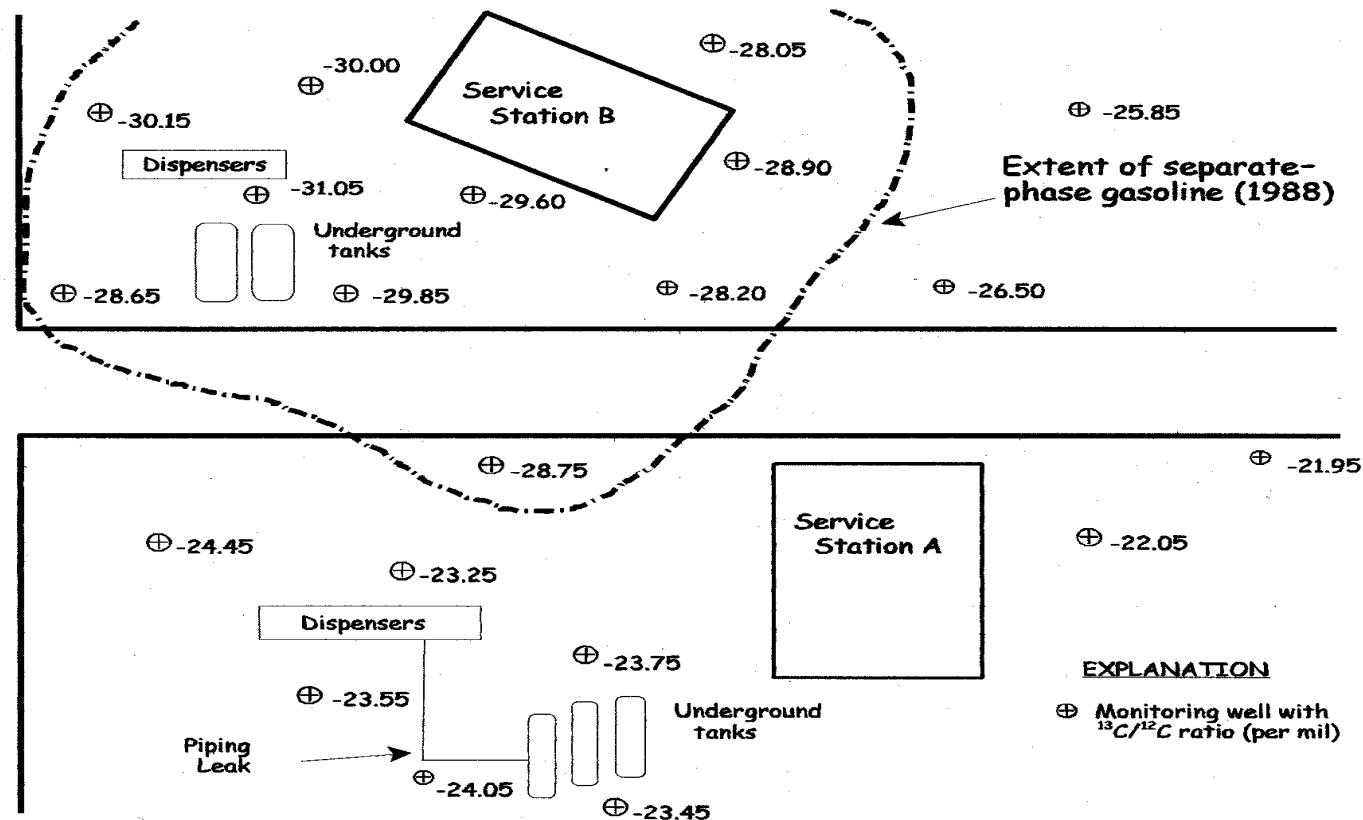 -28.05
-30.00
Service
Station B
-25.85
-30.15
Dispensers
-28.90
Extent of separate-
phase gasoline (1988)
-31.05
-29.60
Underground
tanks
-28.65
-29.85
-28.20
-26.50
-28.75
-21.95
Service
Station A
-24.45
-22.05
-23.25
Dispensers
-23.75
EXPLANATION
-23.55
Underground
tanks
Monitoring well with
¹³C/¹²C ratio (per mil)
Piping
Leak
-24.05
-23.45